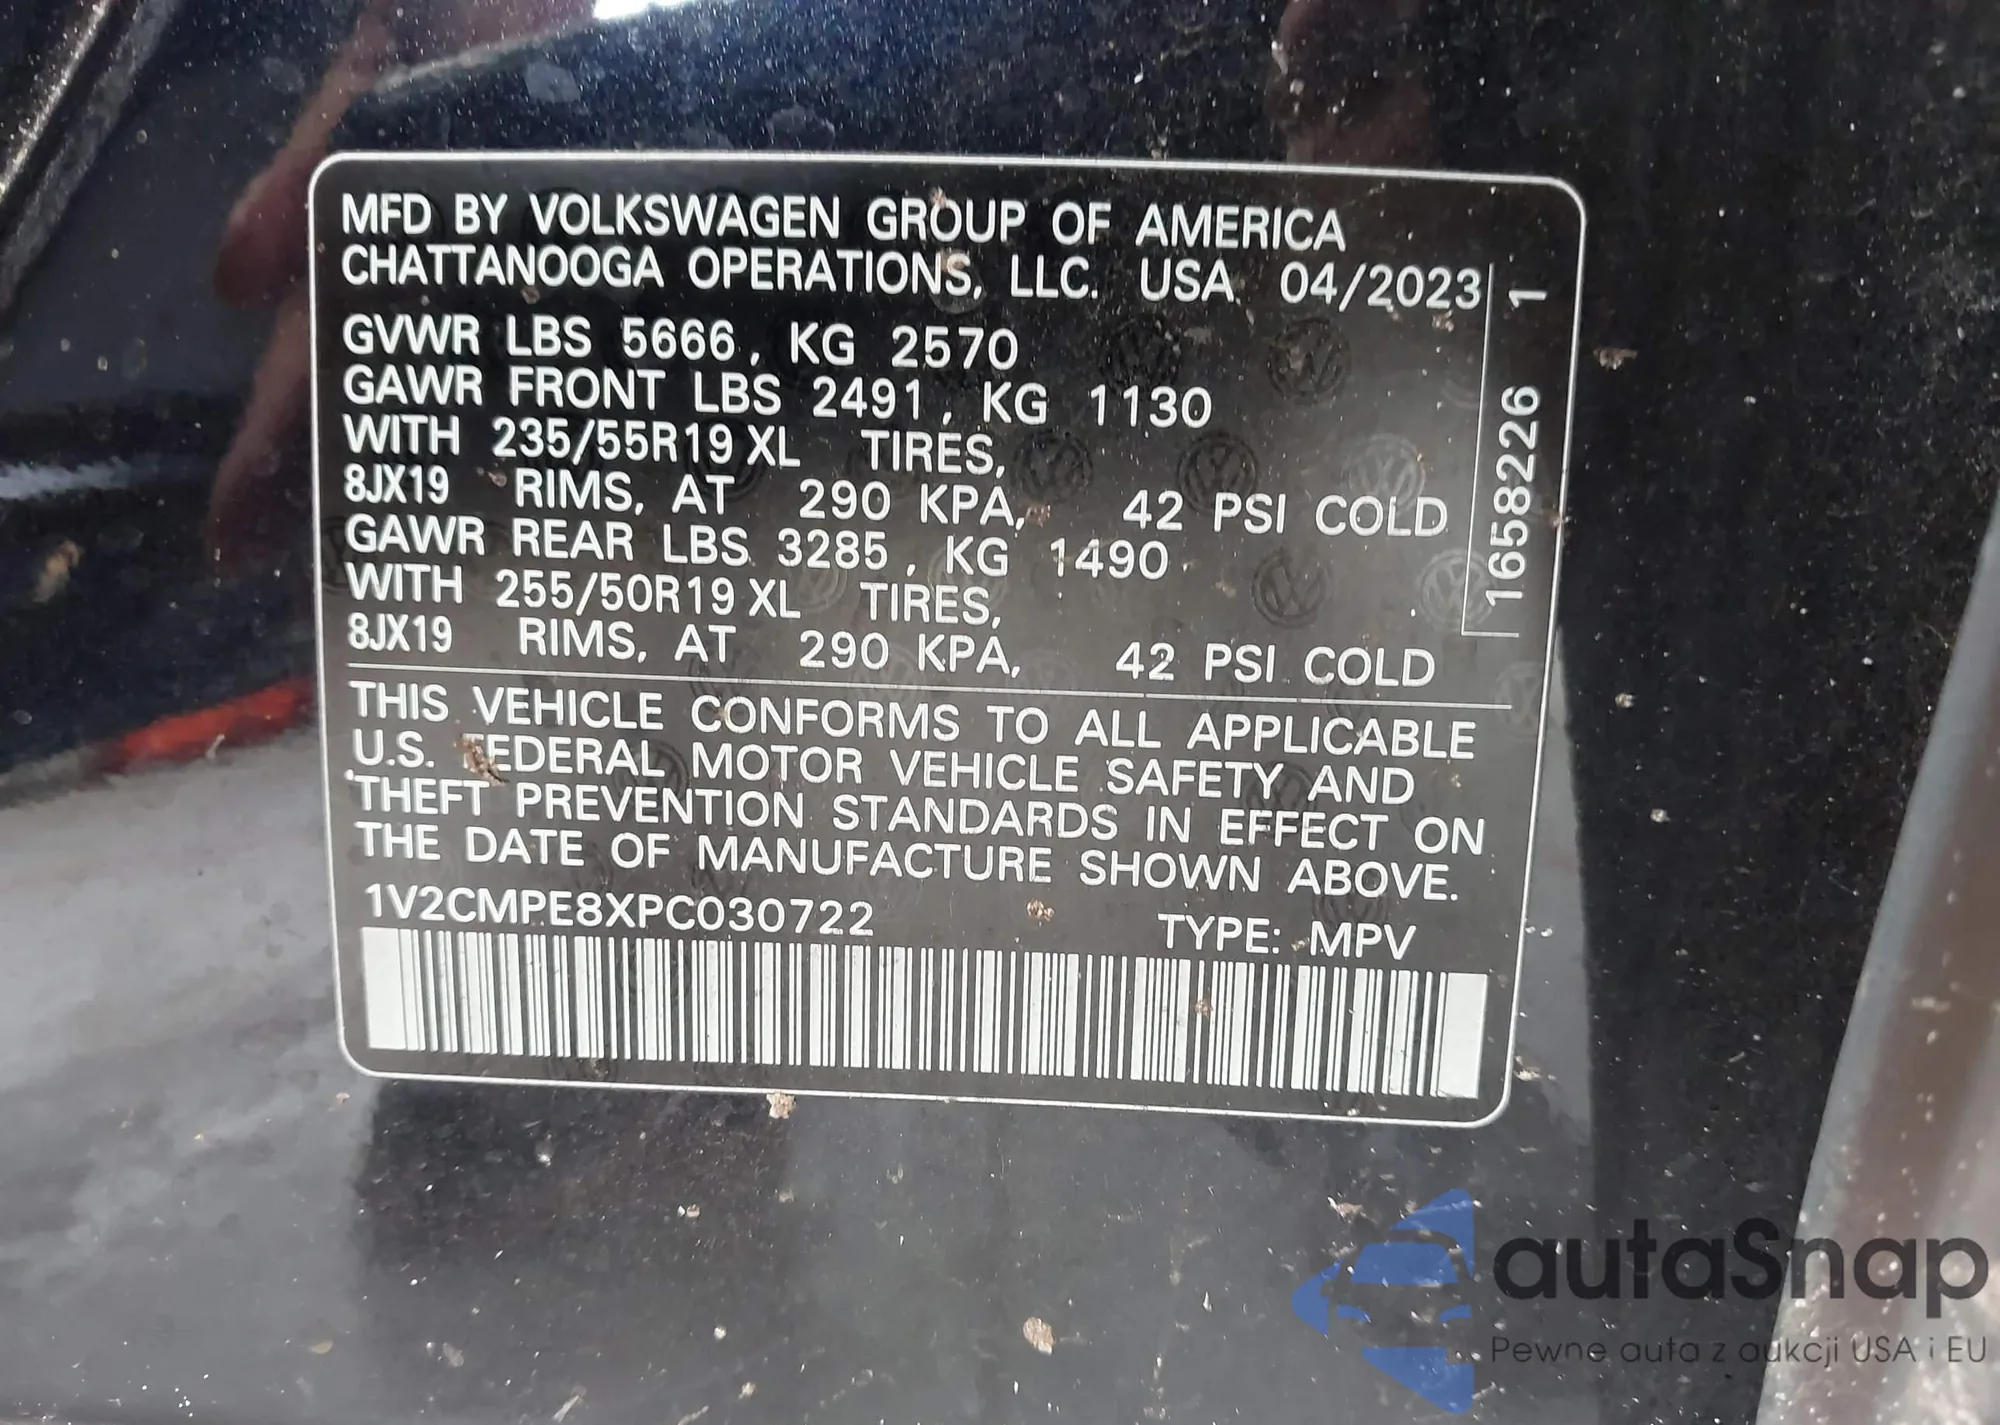 MFD BY VOLKSWAGEN GROUP OF AMERICA
CHATTANOOGA OPERATIONS, LLC. USA 04/2023
GVWR LBS 5666, KG 2570
GAWR FRONT LBS 2491, KG 1130
WITH 235/55R19 XL TIRES,
8JX19 RIMS, AT 290 KPA, 42 PSI COLD
GAWR REAR LBS 3285, KG 1490
WITH 255/50R19 XL TIRES,
8JX19 RIMS, AT 290 KPA, 42 PSI COLD
1658226 1
THIS VEHICLE CONFORMS TO ALL APPLICABLE
U.S. FEDERAL MOTOR VEHICLE SAFETY AND
THEFT PREVENTION STANDARDS IN EFFECT ON
THE DATE OF MANUFACTURE SHOWN ABOVE.
1V2CMPE8XPC030722 TYPE: MPV
autaSnap
Pewne auta z aukcji USA i EU